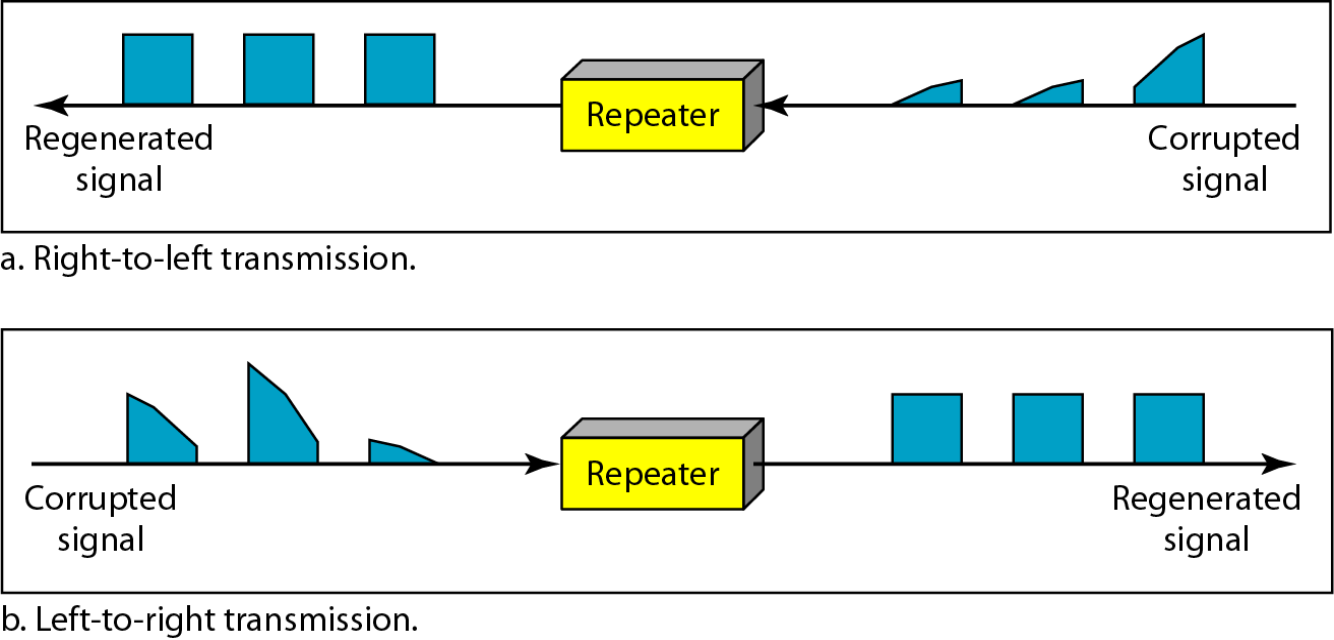 Repeater
Regenerated
signal
Corrupted
signal
a. Right-to-left transmission.
Repeater
Corrupted
signal
Regenerated
signal
b. Left-to-right transmission.